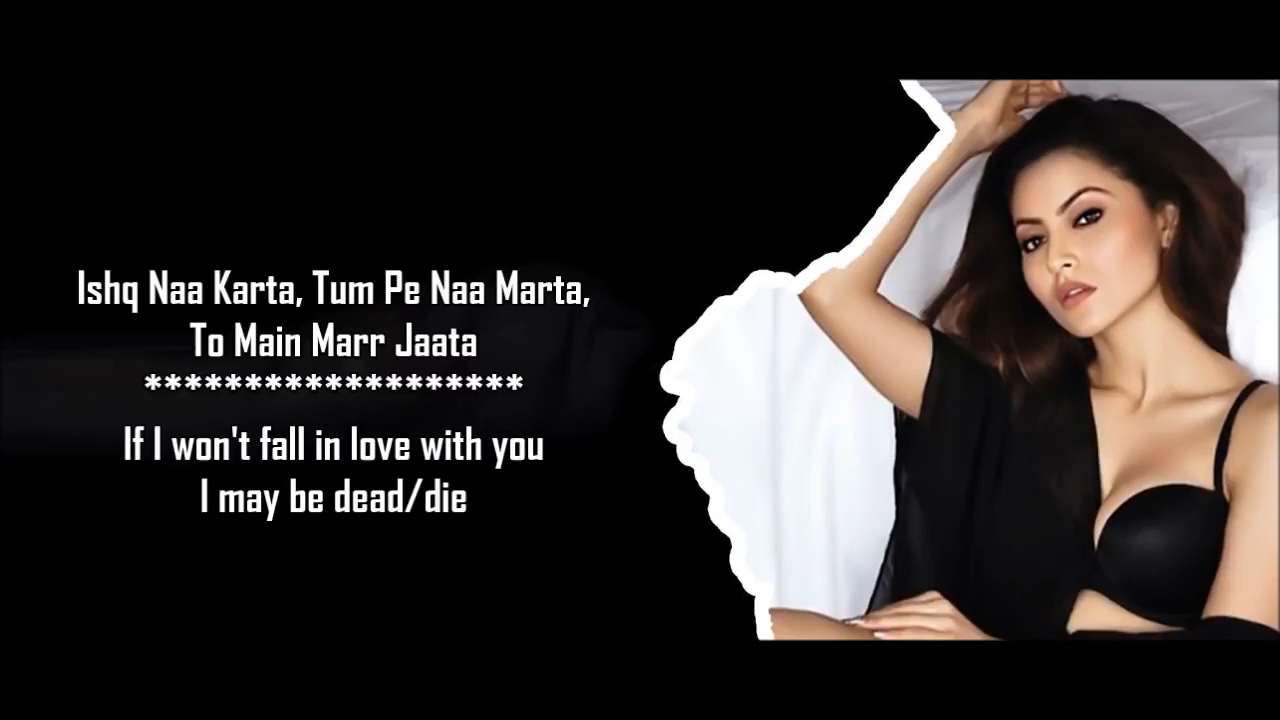 Ishq Naa Karta, Tum Pe Naa Marta,
To Main Marr Jaata
*******************
If I won't fall in love with you
I may be dead/die